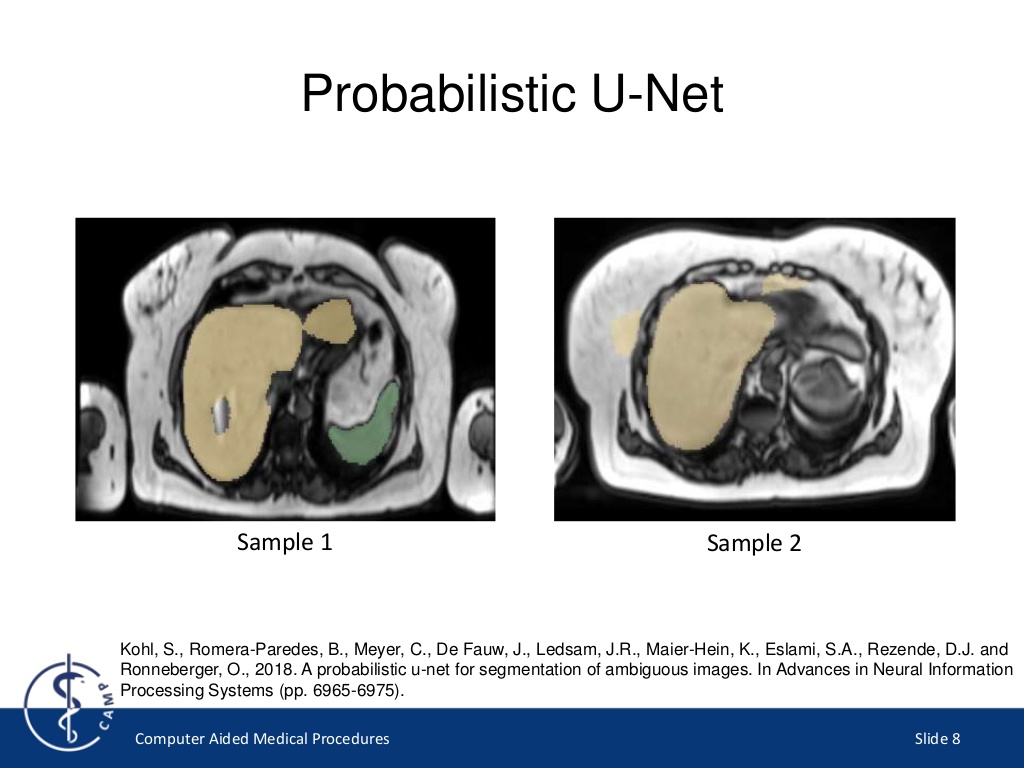 Probabilistic U-Net
Sample 1
Sample 2
Kohl, S., Romera-Paredes, B., Meyer, C., De Fauw, J., Ledsam, J.R., Maier-Hein, K., Eslami, S.A., Rezende, D.J. and
Ronneberger, O., 2018. A probabilistic u-net for segmentation of ambiguous images. In Advances in Neural Information
Processing Systems (pp. 6965-6975).
CAMP
Computer Aided Medical Procedures
Slide 8